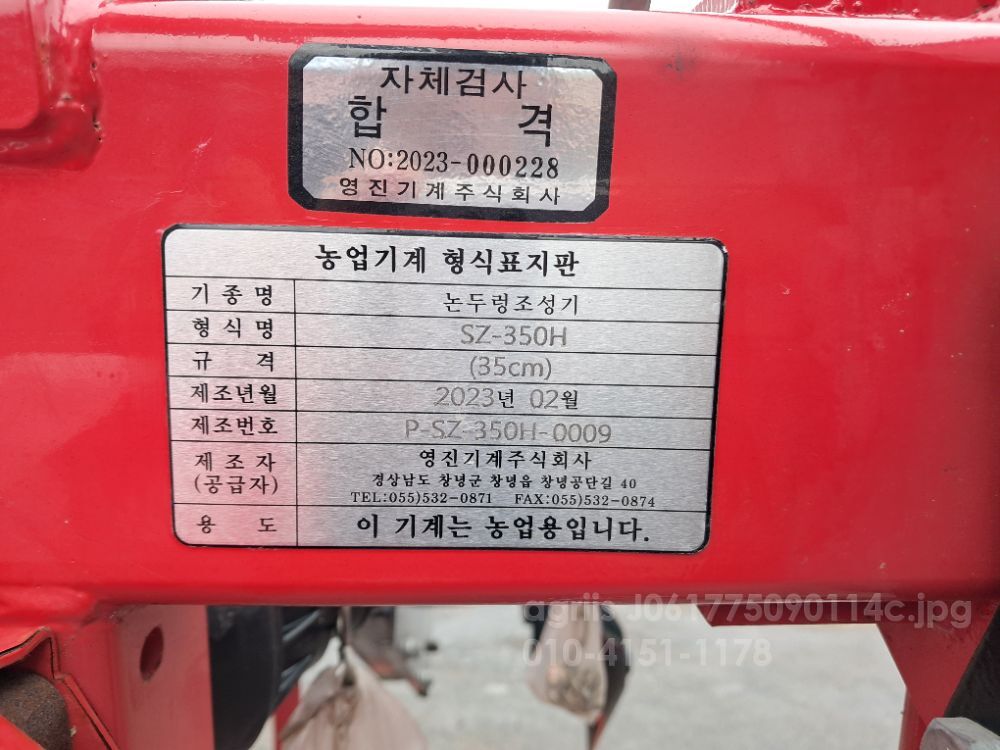 자체검사
합 격
NO:2023-000228
영진기계주식회사
농업기계 형식표지판
기종명 논두렁조성기
형식명 SZ-350H
규 격 (35cm)
제조년월 2023년 02월
제조번호 P-SZ-350H-0009
제조자 영진기계주식회사
(공급자) 경상남도 창녕군 창녕읍 창녕공단길 40
TEL:055)532-0871 FAX:055)532-0874
용 도 이 기계는 농업용입니다.
agriis J061775090114c.jpg
010-4151-1178